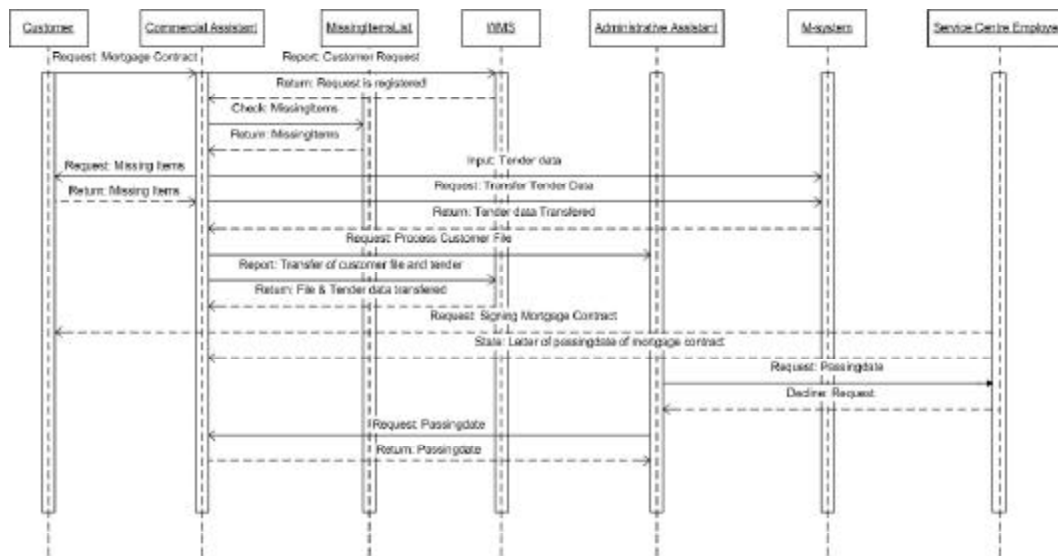 Customer
Commercial Assistant
MissingItemsList
WMS
Administrative Assistant
M-system
Service Centre Employe
Request: Mortgage Contract
Report: Customer Request
Return: Request is registered
Check: MissingItems
Return: MissingItems
Input: Tender data
Request: Missing Items
Request: Transfer Tender Data
Return: Missing Items
Return: Tender data Transfered
Request: Process Customer File
Report: Transfer of customer file and tender
Return: File & Tender data transfered
Request: Signing Mortgage Contract
State: Letter of passingdate of mortgage contract
Request: Passingdate
Decline: Request
Request: Passingdate
Return: Passingdate